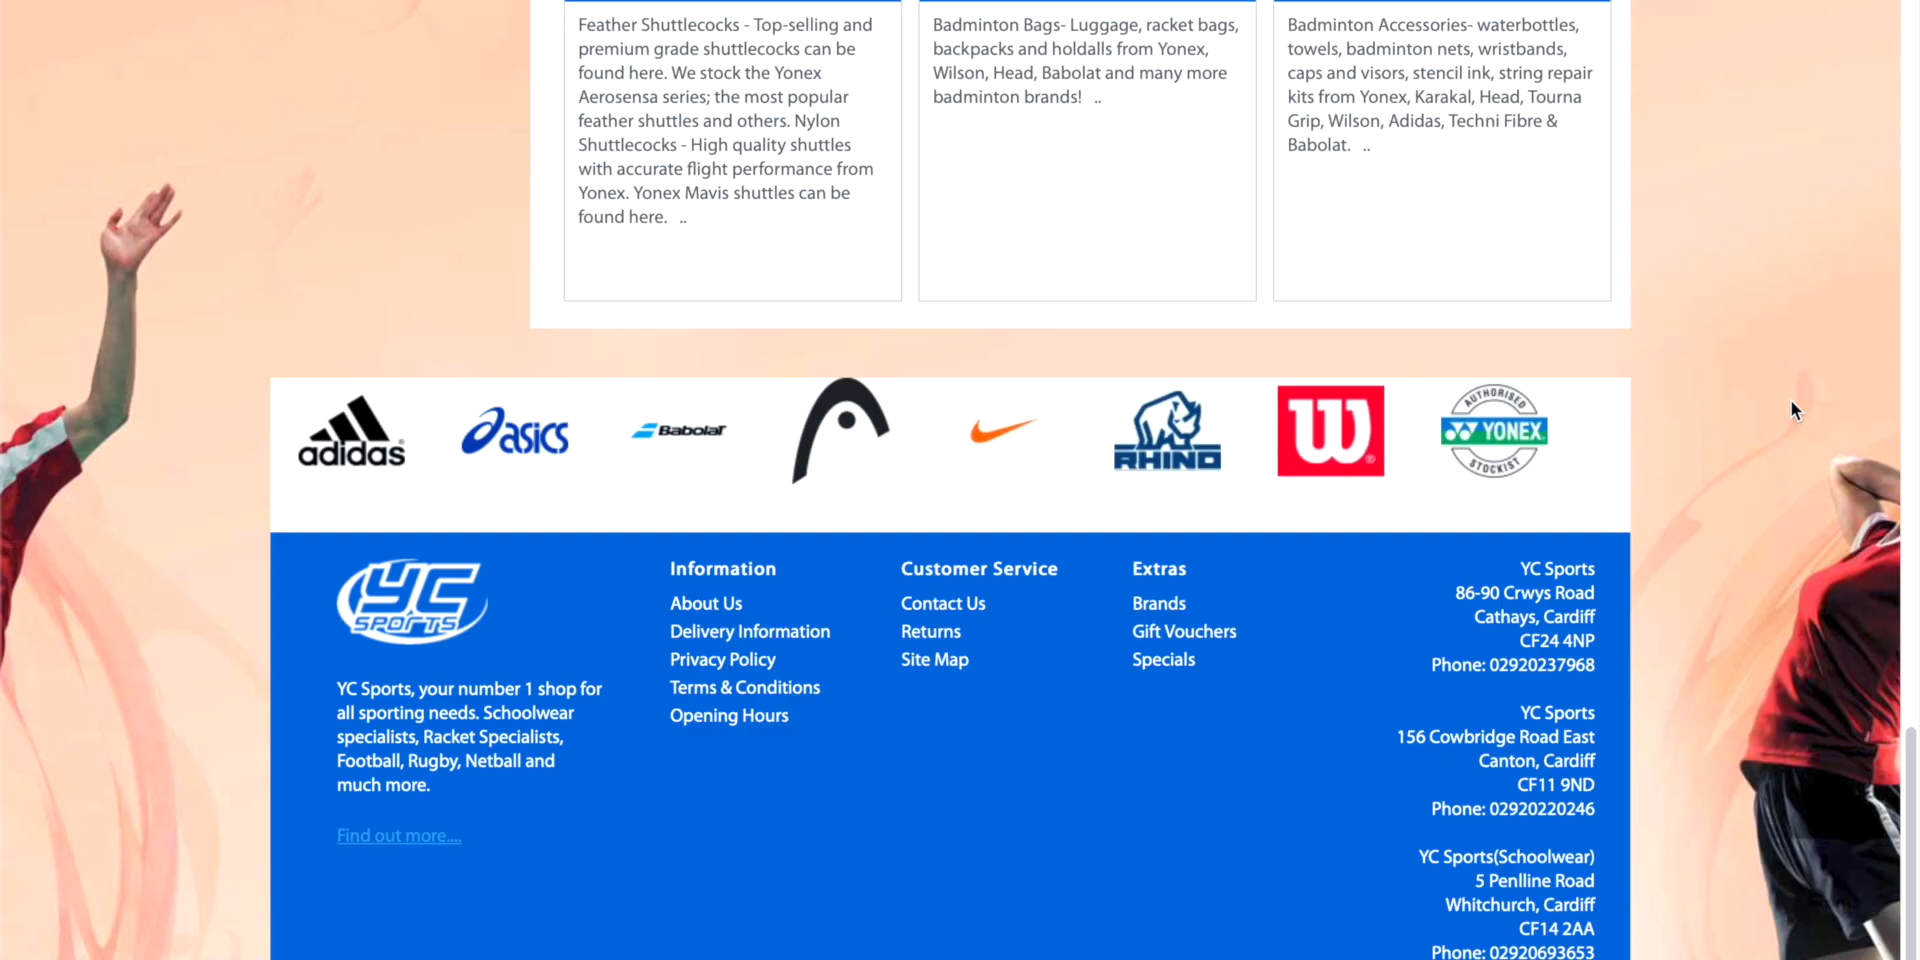 Feather Shuttlecocks - Top-selling and
premium grade shuttlecocks can be
found here. We stock the Yonex
Aerosensa series; the most popular
feather shuttles and others. Nylon
Shuttlecocks - High quality shuttles
with accurate flight performance from
Yonex. Yonex Mavis shuttles can be
found here. ..
Badminton Bags- Luggage, racket bags,
backpacks and holdalls from Yonex,
Wilson, Head, Babolat and many more
badminton brands! ..
Badminton Accessories- waterbottles,
towels, badminton nets, wristbands,
caps and visors, stencil ink, string repair
kits from Yonex, Karakal, Head, Tourna
Grip, Wilson, Adidas, Techni Fibre &
Babolat. ..
adidas
asics
Babolat
RHINO
W
AUTHORISED
YONEX
STOCKIST
YC
SPORTS
YC Sports, your number 1 shop for
all sporting needs. Schoolwear
specialists, Racket Specialists,
Football, Rugby, Netball and
much more.
Find out more....
Information
About Us
Delivery Information
Privacy Policy
Terms & Conditions
Opening Hours
Customer Service
Contact Us
Returns
Site Map
Extras
Brands
Gift Vouchers
Specials
YC Sports
86-90 Crwys Road
Cathays, Cardiff
CF24 4NP
Phone: 02920237968
YC Sports
156 Cowbridge Road East
Canton, Cardiff
CF11 9ND
Phone: 02920220246
YC Sports(Schoolwear)
5 Penlline Road
Whitchurch, Cardiff
CF14 2AA
Phone: 02920693653